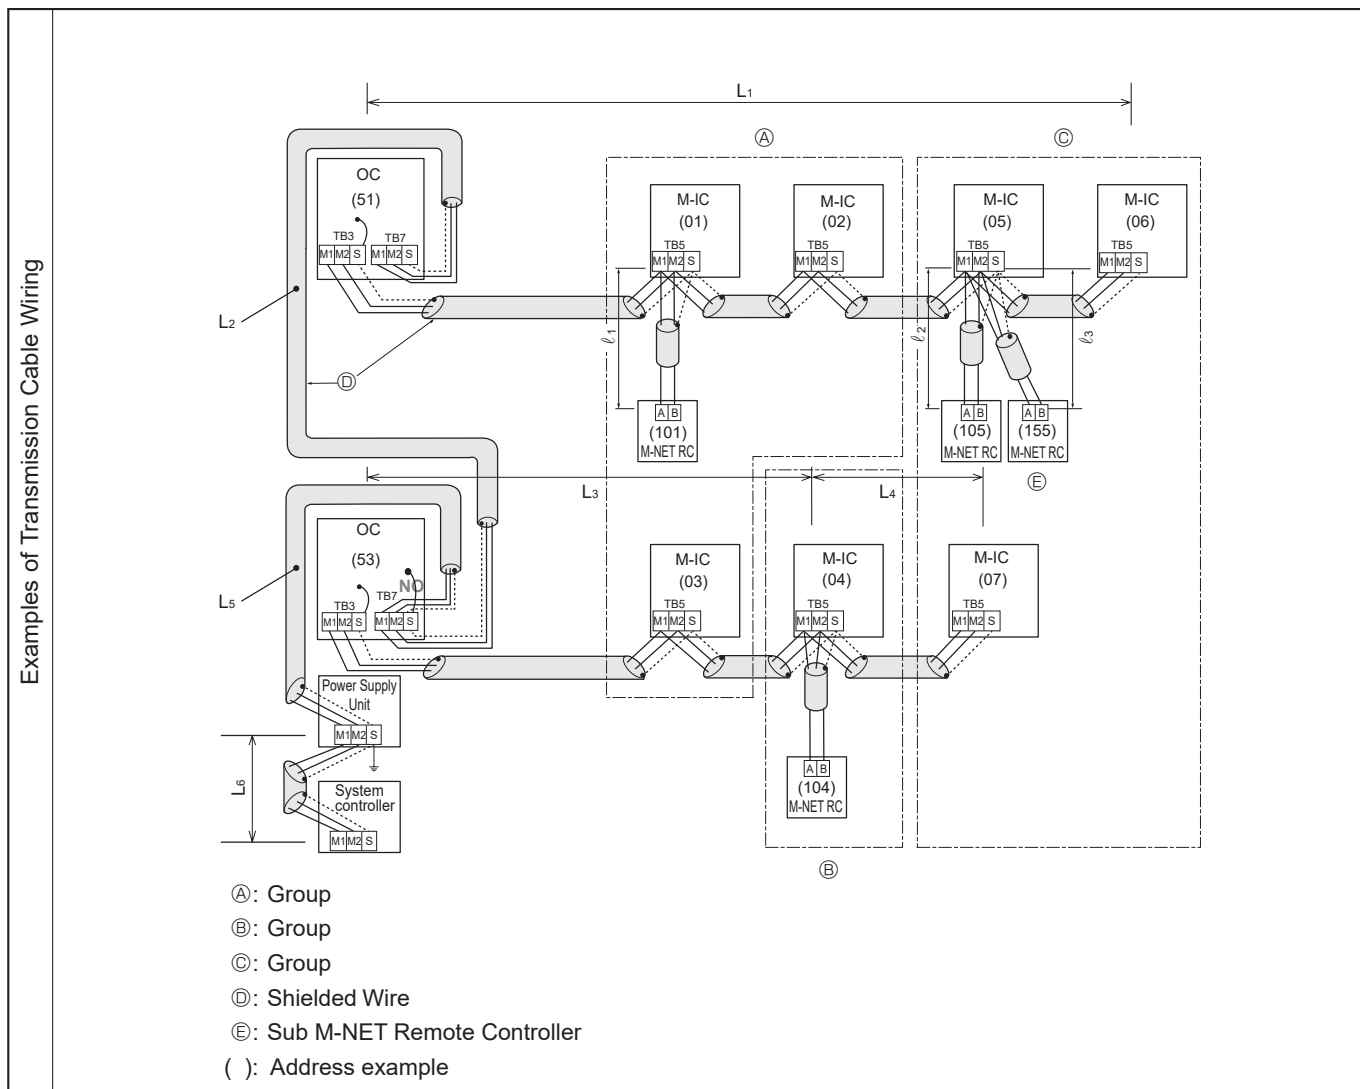 Examples of Transmission Cable Wiring
L1
Ⓐ
Ⓒ
OC
(51)
TB3
TB7
M1 M2 S
M1 M2 S
M-IC
(01)
TB5
M1 M2 S
M-IC
(02)
TB5
M1 M2 S
M-IC
(05)
TB5
M1 M2 S
M-IC
(06)
TB5
M1 M2 S
L2
Ⓓ
ℓ1
ℓ2
ℓ3
A B
(101)
M-NET RC
A B
(105)
M-NET RC
A B
(155)
M-NET RC
Ⓔ
L3
L4
OC
(53)
NO
TB3
TB7
M1 M2 S
M1 M2 S
M-IC
(03)
TB5
M1 M2 S
M-IC
(04)
TB5
M1 M2 S
M-IC
(07)
TB5
M1 M2 S
L5
Power Supply
Unit
M1 M2 S
L6
System
controller
M1 M2 S
A B
(104)
M-NET RC
Ⓑ
Ⓐ: Group
Ⓑ: Group
Ⓒ: Group
Ⓓ: Shielded Wire
Ⓔ: Sub M-NET Remote Controller
( ): Address example